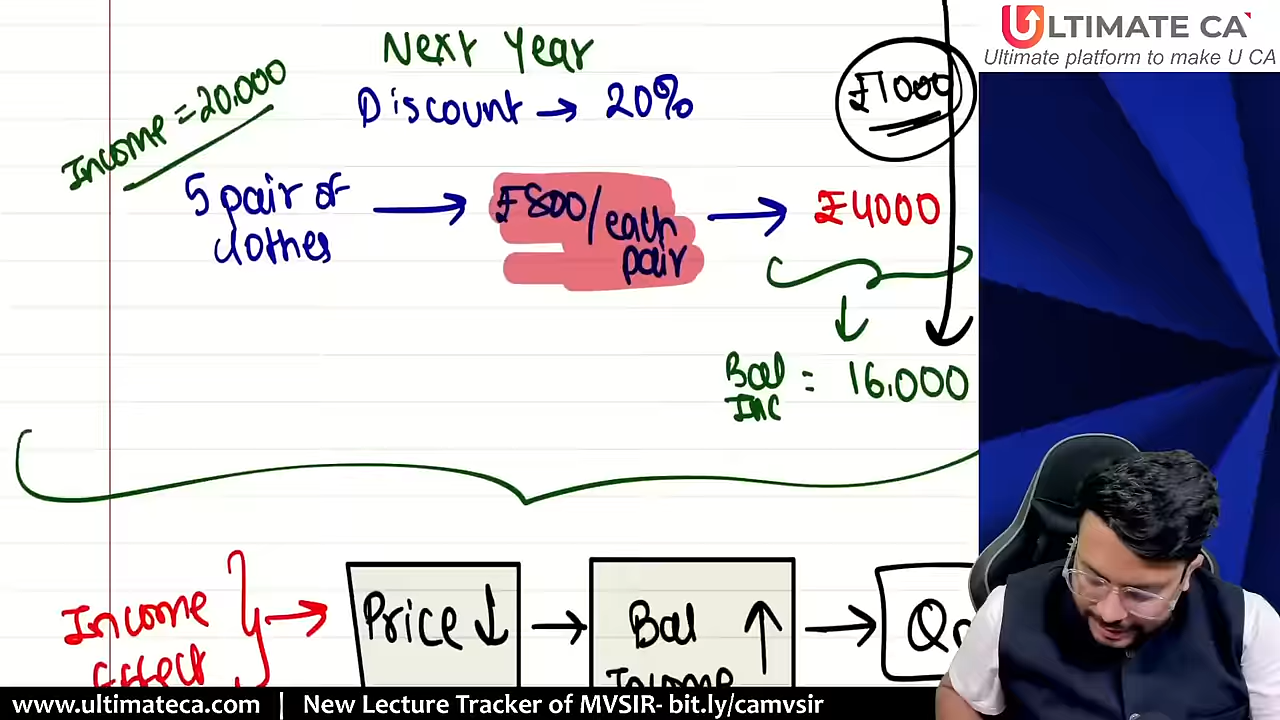 ULTIMATE CA
Ultimate platform to make U CA
Next Year
Discount → 20%
₹1000
Income = 20,000
5 pair of
clothes
→ ₹800/each
pair
→ ₹4000
Bal
INC
= 16,000
Income
Effect
→ Price ↓ → Bal
Income ↑ →
www.ultimateca.com | New Lecture Tracker of MVSIR- bit.ly/camvsir